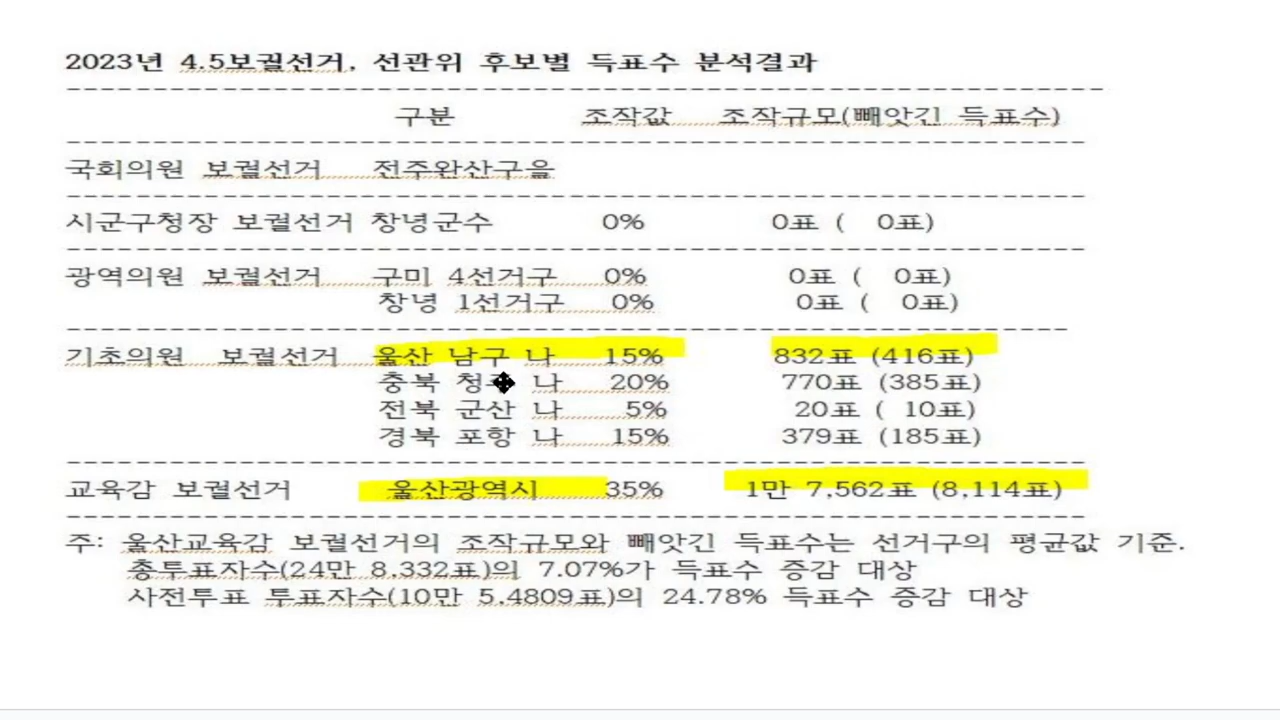 2023년 4.5보궐선거, 선관위 후보별 득표수 분석결과
구분 조작값 조작규모(빼앗긴 득표수)
국회의원 보궐선거 전주완산구을
시군구청장 보궐선거 창녕군수 0% 0표 ( 0표)
광역의원 보궐선거 구미 4선거구 0% 0표 ( 0표)
창녕 1선거구 0% 0표 ( 0표)
기초의원 보궐선거 울산 남구 나 15% 832표 (416표)
충북 나 20% 770표 (385표)
전북 군산 나 5% 20표 ( 10표)
경북 포항 나 15% 379표 (185표)
교육감 보궐선거 울산광역시 35% 1만 7,562표 (8,114표)
주: 울산교육감 보궐선거의 조작규모와 빼앗긴 득표수는 선거구의 평균값 기준.
총투표자수(24만 8,332표)의 7.07%가 득표수 증감 대상
사전투표 투표자수(10만 5,4809표)의 24.78% 득표수 증감 대상